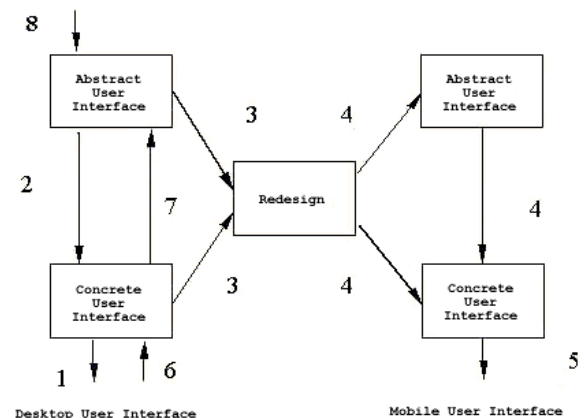 8
Abstract
User
Interface
Abstract
User
Interface
3
4
2
7
Redesign
4
3
4
Concrete
User
Interface
Concrete
User
Interface
1
6
5
Desktop User Interface
Mobile User Interface